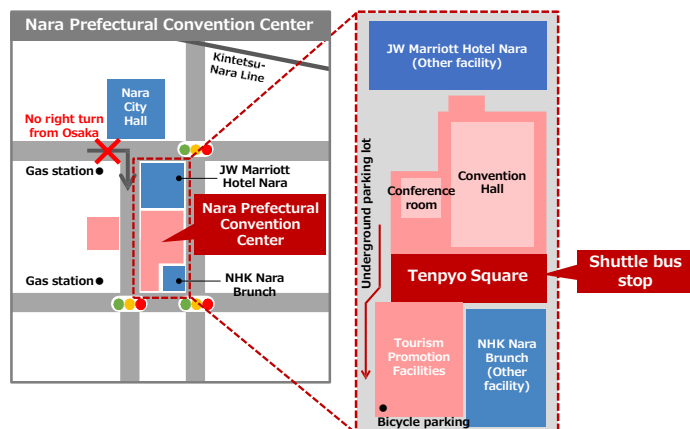 Nara Prefectural Convention Center
Kintetsu-
Nara Line
Nara
City
Hall
No right turn
from Osaka
Gas station
JW Marriott
Hotel Nara
Nara Prefectural
Convention
Center
Gas station
NHK Nara
Brunch
JW Marriott Hotel Nara
(Other facility)
Underground parking lot
Convention
Hall
Conference
room
Tenpyo Square
Shuttle bus
stop
Tourism
Promotion
Facilities
NHK Nara
Brunch
(Other
facility)
Bicycle parking